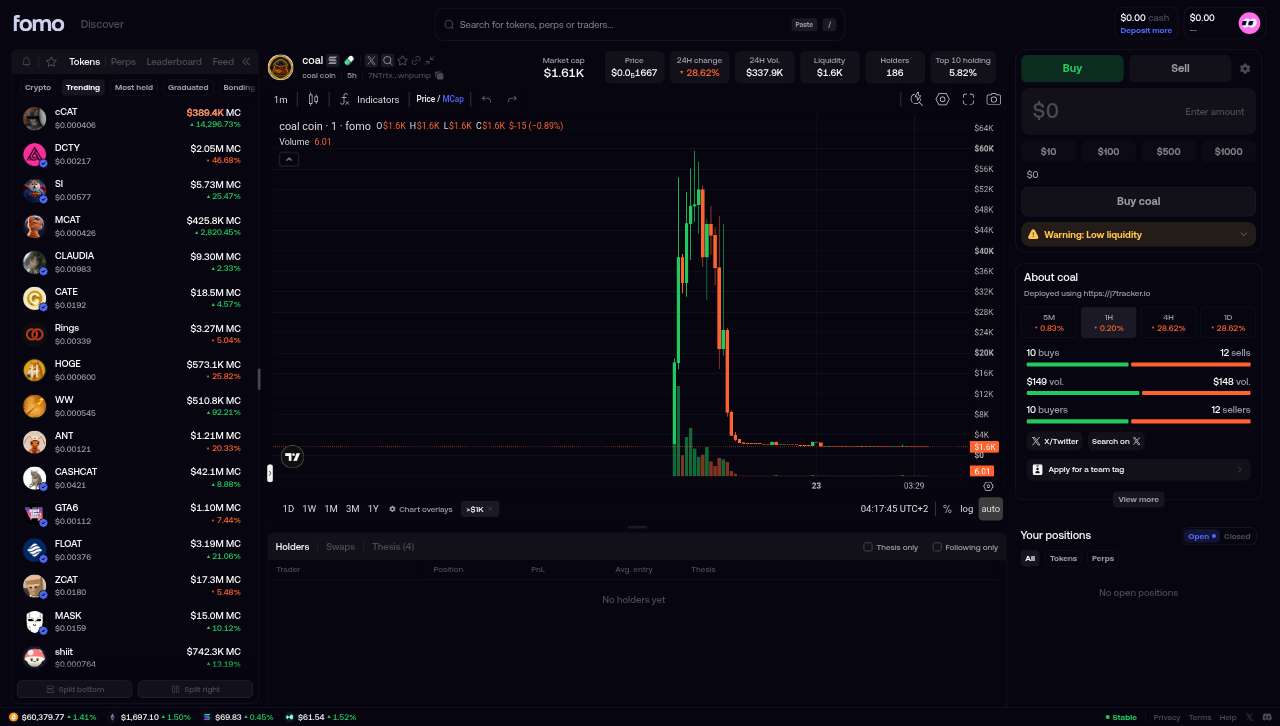 fomo Discover
Search for tokens, perps or traders... Paste /
$0.00 cash
Deposit more
$0.00
—
Tokens Perps Leaderboard Feed
Crypto Trending Most held Graduated Bonding
cCAT $389.4K MC
$0.000406 14,296.73%
DCTY $2.05M MC
$0.00217 46.68%
SI $5.73M MC
$0.00577 25.47%
MCAT $425.8K MC
$0.000426 2,820.45%
CLAUDIA $9.30M MC
$0.00983 2.33%
CATE $18.5M MC
$0.0192 4.57%
Rings $3.27M MC
$0.00339 5.04%
HOGE $573.1K MC
$0.000600 25.82%
WW $510.8K MC
$0.000545 92.21%
ANT $1.21M MC
$0.00121 20.33%
CASHCAT $42.1M MC
$0.0421 8.88%
GTA6 $1.10M MC
$0.00112 7.44%
FLOAT $3.19M MC
$0.00376 21.06%
ZCAT $17.3M MC
$0.0180 5.48%
MASK $15.0M MC
$0.0159 10.12%
shiit $742.3K MC
$0.000764 13.19%
Split bottom Split right
coal
coal coin 5h 7NTrtx...wnpump
Market cap
$1.61K
Price
$0.0₅1667
24H change
28.62%
24H Vol.
$337.9K
Liquidity
$1.6K
Holders
186
Top 10 holding
5.82%
1m Indicators Price / MCap
coal coin · 1 · fomo O$1.6K H$1.6K L$1.6K C$1.6K $-15 (−0.89%)
Volume 6.01
$64K
$60K
$56K
$52K
$48K
$44K
$40K
$36K
$32K
$28K
$24K
$20K
$16K
$12K
$8K
$4K
$1.6K
$0
6.01
23 03:29
1D 1W 1M 3M 1Y Chart overlays >$1K 04:17:45 UTC+2 % log auto
Holders Swaps Thesis (4) Thesis only Following only
Trader Position PnL Avg. entry Thesis
No holders yet
Buy Sell
$0 Enter amount
$10 $100 $500 $1000
$0
Buy coal
Warning: Low liquidity
About coal
Deployed using https://j7tracker.io
5M 1H 4H 1D
0.83% 0.20% 28.62% 28.62%
10 buys 12 sells
$149 vol. $148 vol.
10 buyers 12 sellers
X/Twitter Search on X
Apply for a team tag
View more
Your positions Open Closed
All Tokens Perps
No open positions
$60,379.77 1.41% $1,697.10 1.50% $69.83 0.45% $61.54 1.52% Stable Privacy Terms Help